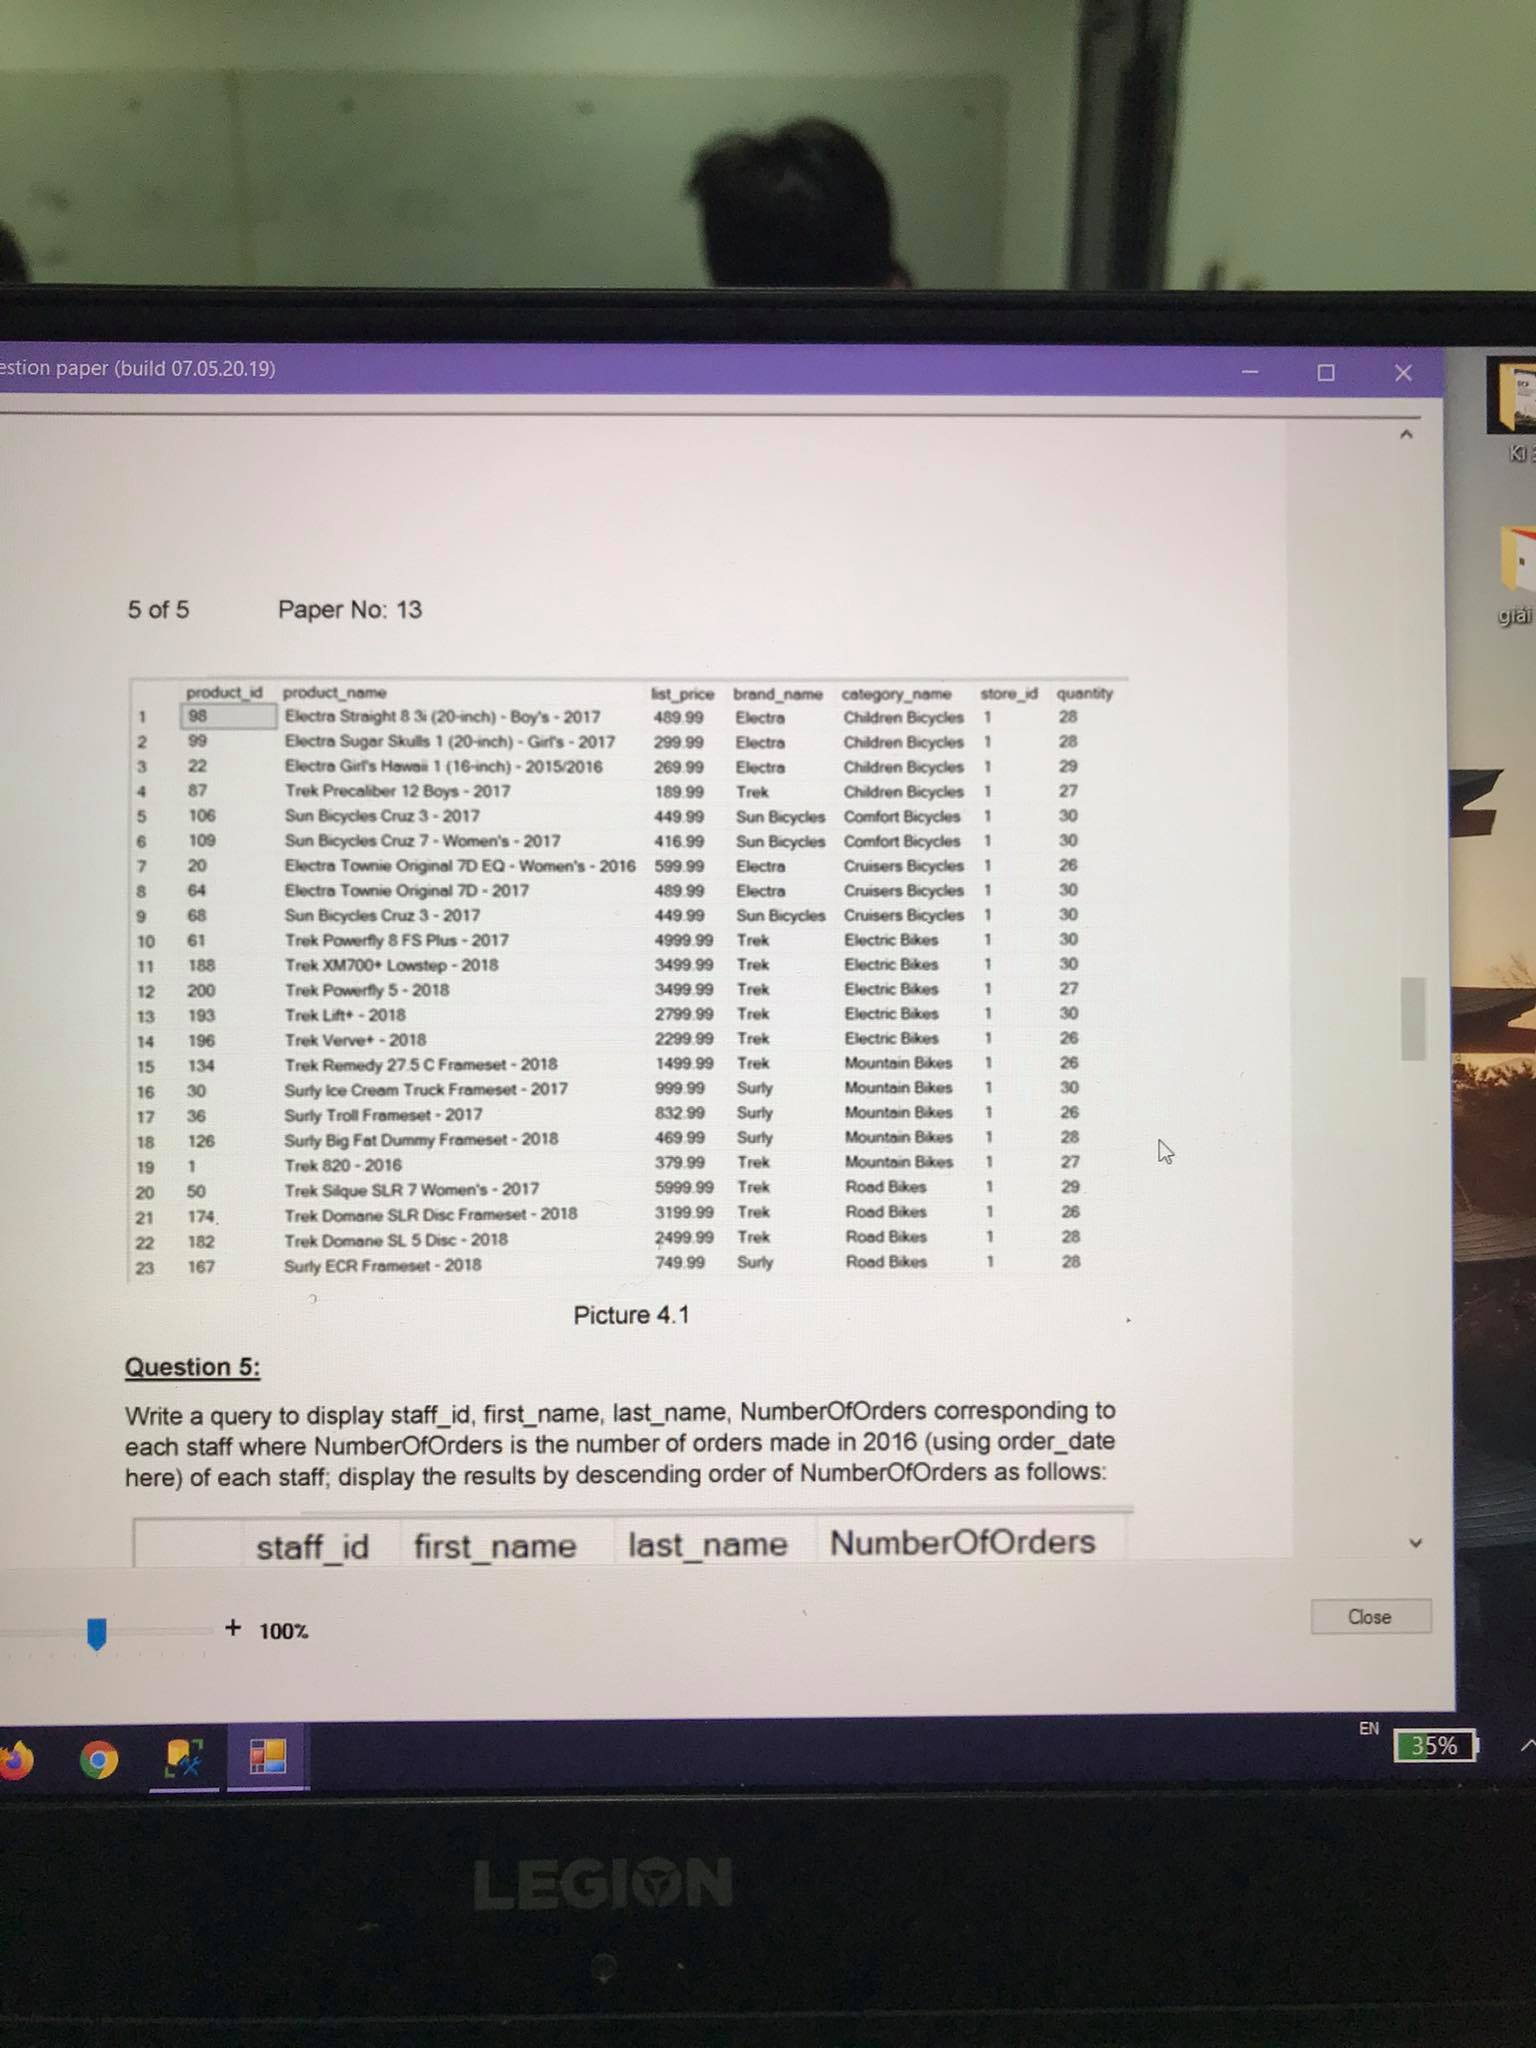 estion paper (build 07.05.20.19)
5 of 5 Paper No: 13
product_id product_name list_price brand_name category_name store_id quantity
1 98 Electra Straight 8 3i (20-inch) - Boy's - 2017 489.99 Electra Children Bicycles 1 28
2 99 Electra Sugar Skulls 1 (20-inch) - Girl's - 2017 299.99 Electra Children Bicycles 1 28
3 22 Electra Girl's Hawaii 1 (16-inch) - 2015/2016 269.99 Electra Children Bicycles 1 29
4 87 Trek Precaliber 12 Boys - 2017 189.99 Trek Children Bicycles 1 27
5 106 Sun Bicycles Cruz 3 - 2017 449.99 Sun Bicycles Comfort Bicycles 1 30
6 109 Sun Bicycles Cruz 7 - Women's - 2017 416.99 Sun Bicycles Comfort Bicycles 1 30
7 20 Electra Townie Original 7D EQ - Women's - 2016 599.99 Electra Cruisers Bicycles 1 26
8 64 Electra Townie Original 7D - 2017 489.99 Electra Cruisers Bicycles 1 30
9 68 Sun Bicycles Cruz 3 - 2017 449.99 Sun Bicycles Cruisers Bicycles 1 30
10 61 Trek Powerfly 8 FS Plus - 2017 4999.99 Trek Electric Bikes 1 30
11 188 Trek XM700+ Lowstep - 2018 3499.99 Trek Electric Bikes 1 30
12 200 Trek Powerfly 5 - 2018 3499.99 Trek Electric Bikes 1 27
13 193 Trek Lift+ - 2018 2799.99 Trek Electric Bikes 1 30
14 196 Trek Verve+ - 2018 2299.99 Trek Electric Bikes 1 26
15 134 Trek Remedy 27.5 C Frameset - 2018 1499.99 Trek Mountain Bikes 1 26
16 30 Surly Ice Cream Truck Frameset - 2017 999.99 Surly Mountain Bikes 1 30
17 36 Surly Troll Frameset - 2017 832.99 Surly Mountain Bikes 1 26
18 126 Surly Big Fat Dummy Frameset - 2018 469.99 Surly Mountain Bikes 1 28
19 1 Trek 820 - 2016 379.99 Trek Mountain Bikes 1 27
20 50 Trek Silque SLR 7 Women's - 2017 5999.99 Trek Road Bikes 1 29
21 174 Trek Domane SLR Disc Frameset - 2018 3199.99 Trek Road Bikes 1 26
22 182 Trek Domane SL 5 Disc - 2018 2499.99 Trek Road Bikes 1 28
23 167 Surly ECR Frameset - 2018 749.99 Surly Road Bikes 1 28
Picture 4.1
Question 5:
Write a query to display staff_id, first_name, last_name, NumberOfOrders corresponding to
each staff where NumberOfOrders is the number of orders made in 2016 (using order_date
here) of each staff; display the results by descending order of NumberOfOrders as follows:
staff_id first_name last_name NumberOfOrders
+ 100%
Close
Ki
giải
EN
35%
LEGION